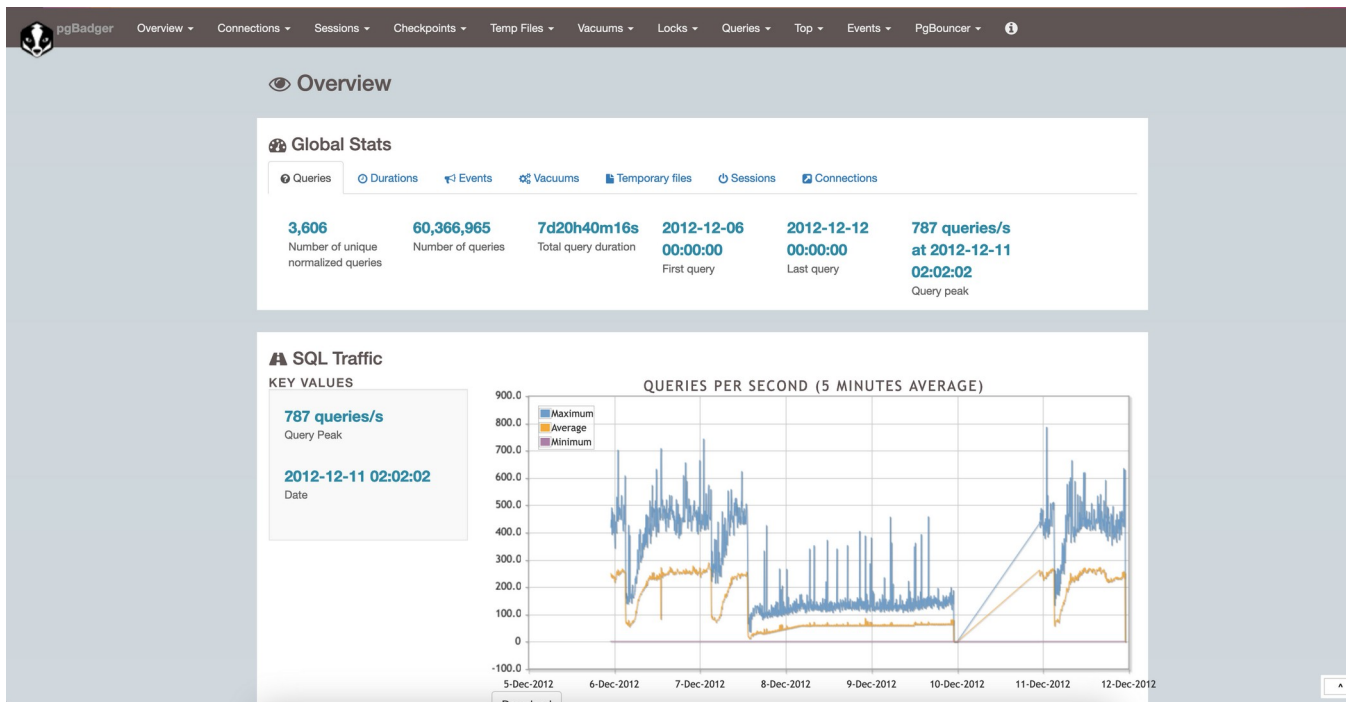 pgBadger Overview Connections Sessions Checkpoints Temp Files Vacuums Locks Queries Top Events PgBouncer
Overview
Global Stats
Queries Durations Events Vacuums Temporary files Sessions Connections
3,606
Number of unique
normalized queries
60,366,965
Number of queries
7d20h40m16s
Total query duration
2012-12-06
00:00:00
First query
2012-12-12
00:00:00
Last query
787 queries/s
at 2012-12-11
02:02:02
Query peak
SQL Traffic
KEY VALUES
787 queries/s
Query Peak
2012-12-11 02:02:02
Date
QUERIES PER SECOND (5 MINUTES AVERAGE)
Maximum
Average
Minimum
900.0
800.0
700.0
600.0
500.0
400.0
300.0
200.0
100.0
0
-100.0
5-Dec-2012 6-Dec-2012 7-Dec-2012 8-Dec-2012 9-Dec-2012 10-Dec-2012 11-Dec-2012 12-Dec-2012